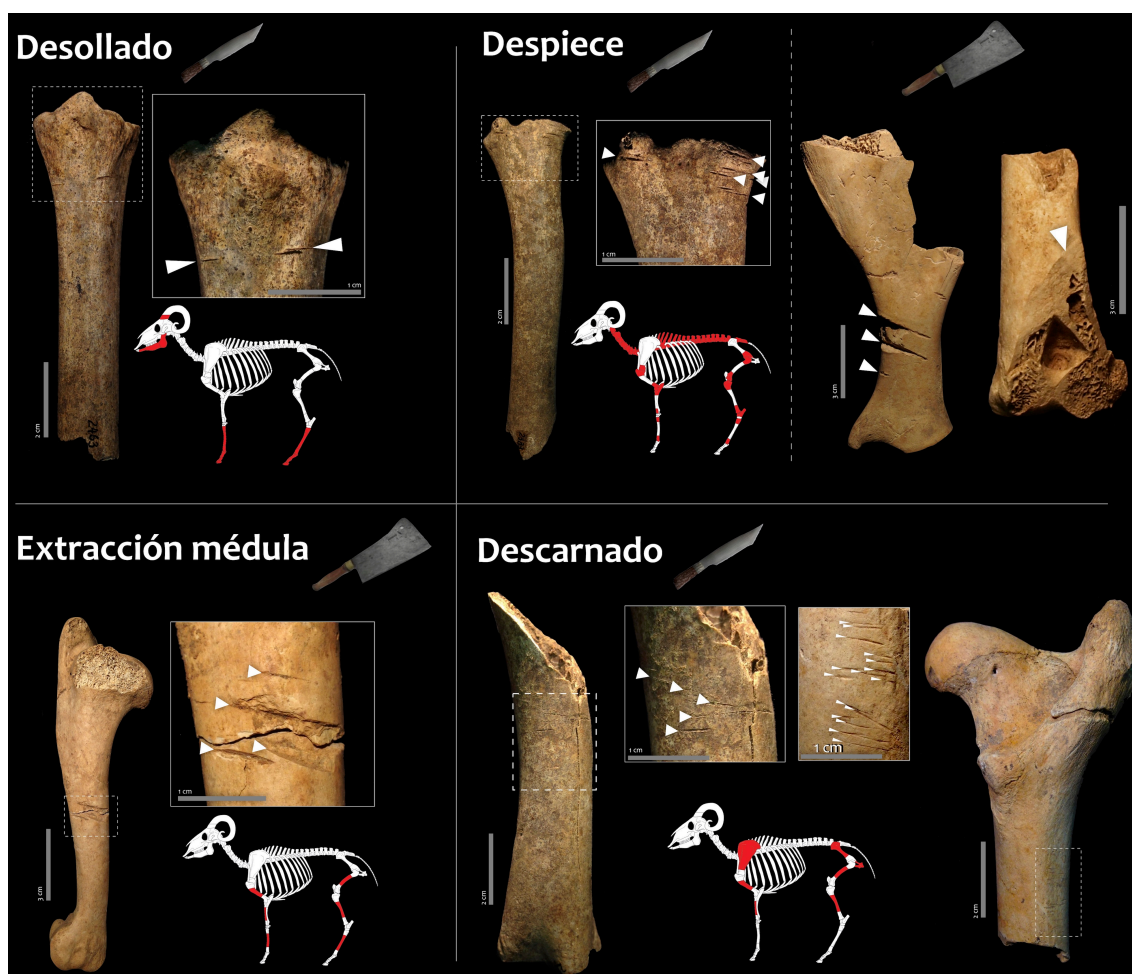 Desollado
2 cm
2463
1 cm
Despiece
2 cm
1 cm
3 cm
3 cm
Extracción médula
3 cm
1 cm
Descarnado
2 cm
1 cm
1 cm
2 cm